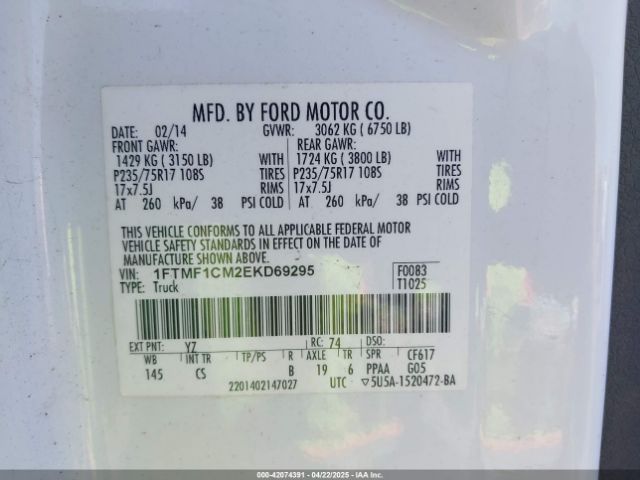 MFD. BY FORD MOTOR CO.
DATE: 02/14 GVWR: 3062 KG ( 6750 LB)
FRONT GAWR: REAR GAWR:
1429 KG ( 3150 LB) WITH 1724 KG ( 3800 LB) WITH
P235/75R17 108S TIRES P235/75R17 108S TIRES
17x7.5J RIMS 17x7.5J RIMS
AT 260 kPa/ 38 PSI COLD AT 260 kPa/ 38 PSI COLD
THIS VEHICLE CONFORMS TO ALL APPLICABLE FEDERAL MOTOR
VEHICLE SAFETY STANDARDS IN EFFECT ON THE DATE OF
MANUFACTURE SHOWN ABOVE.
VIN: 1FTMF1CM2EKD69295 F0083
TYPE: Truck T1025
EXT PNT: YZ RC: 74 DSO:
WB INT TR TP/PS R AXLE TR SPR CF617
145 CS B 19 6 PPAA G05
2201402147027 UTC ▽5U5A-1520472-BA
000-42074391 - 04/22/2025 - IAA Inc.